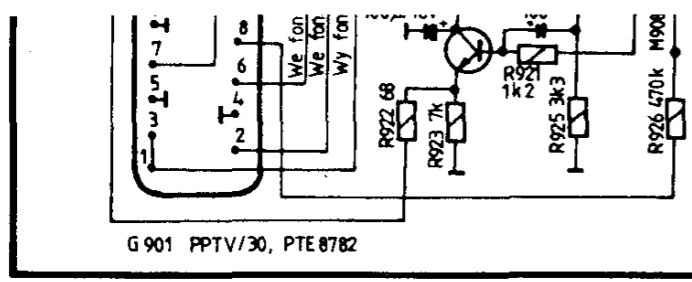 8
7
6
5
4
3
2
1
We fon
We fon
Wy fon
R921
1k2
R922 68
R923 7k
R925 3k3
R926 470k
M908
G 901 PPTV/30, PTE 8782